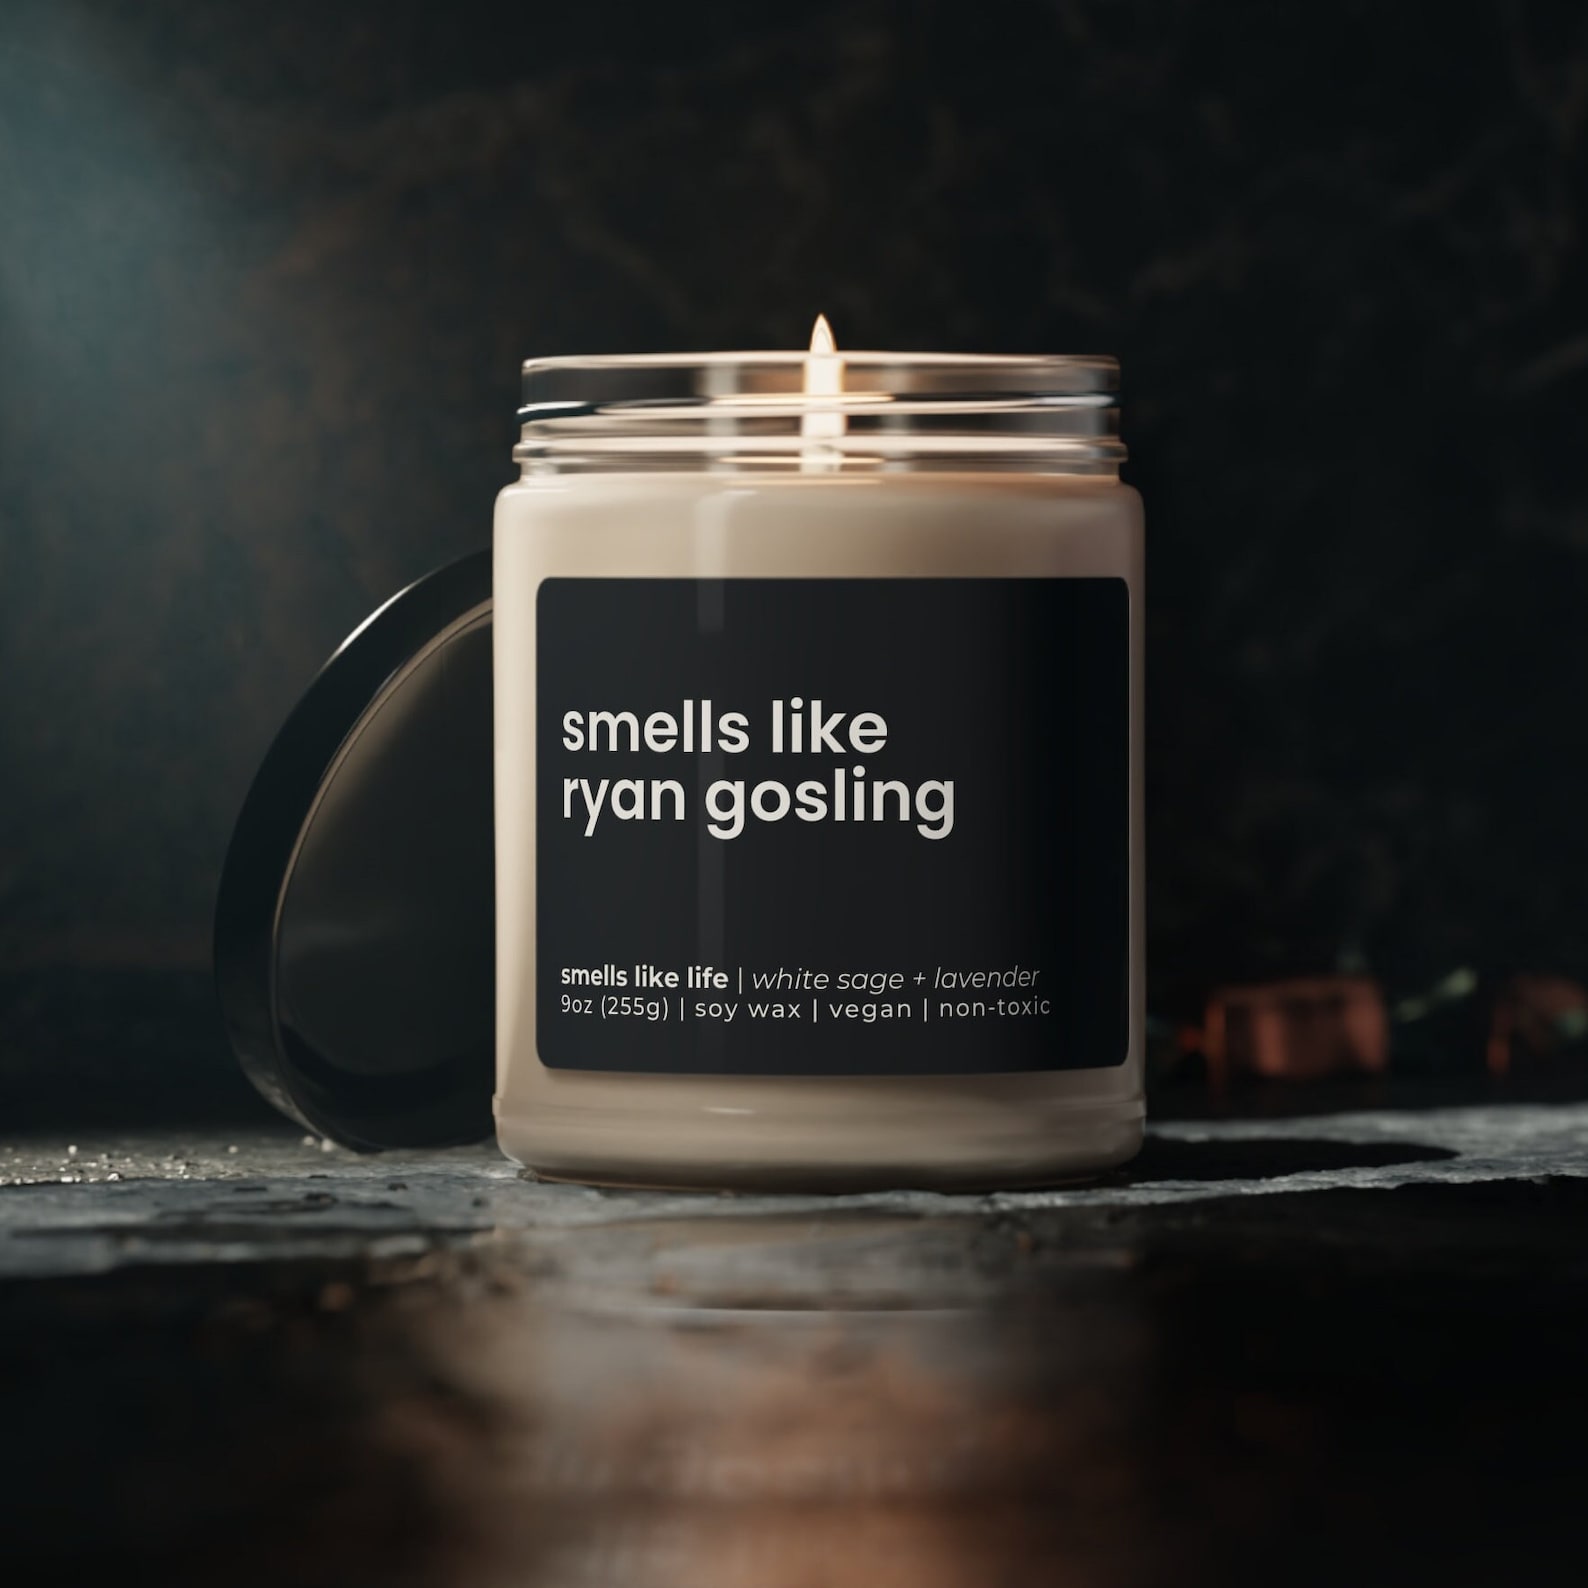 smells like
ryan gosling
smells like life | white sage + lavender
9oz (255g) | soy wax | vegan | non-toxic